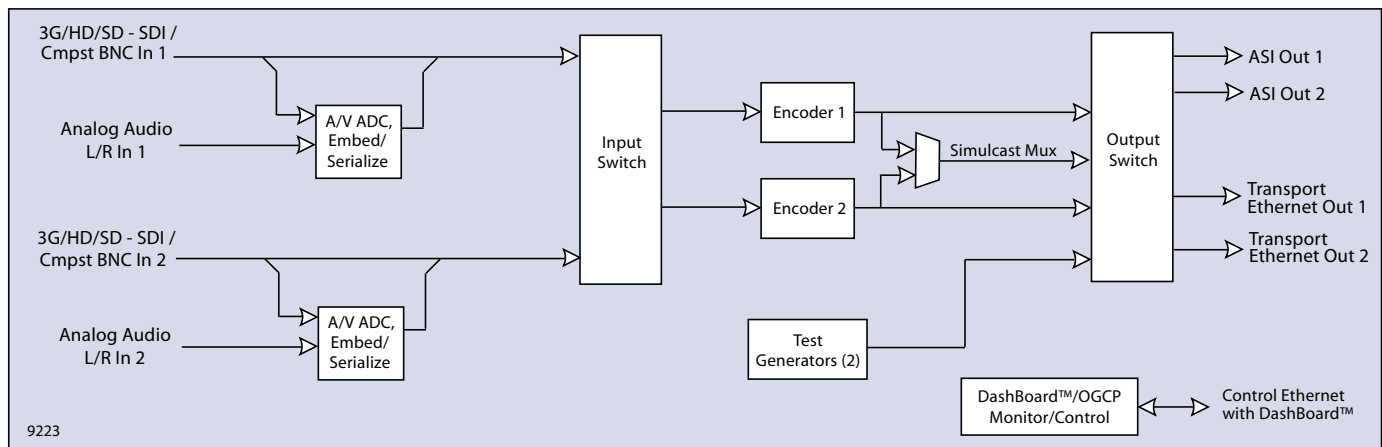 3G/HD/SD - SDI /
Cmpst BNC In 1
Analog Audio
L/R In 1
A/V ADC,
Embed/
Serialize
3G/HD/SD - SDI /
Cmpst BNC In 2
Analog Audio
L/R In 2
A/V ADC,
Embed/
Serialize
Input
Switch
Encoder 1
Encoder 2
Simulcast Mux
Test
Generators (2)
Output
Switch
ASI Out 1
ASI Out 2
Transport
Ethernet Out 1
Transport
Ethernet Out 2
DashBoard™/OGCP
Monitor/Control
Control Ethernet
with DashBoard™
9223